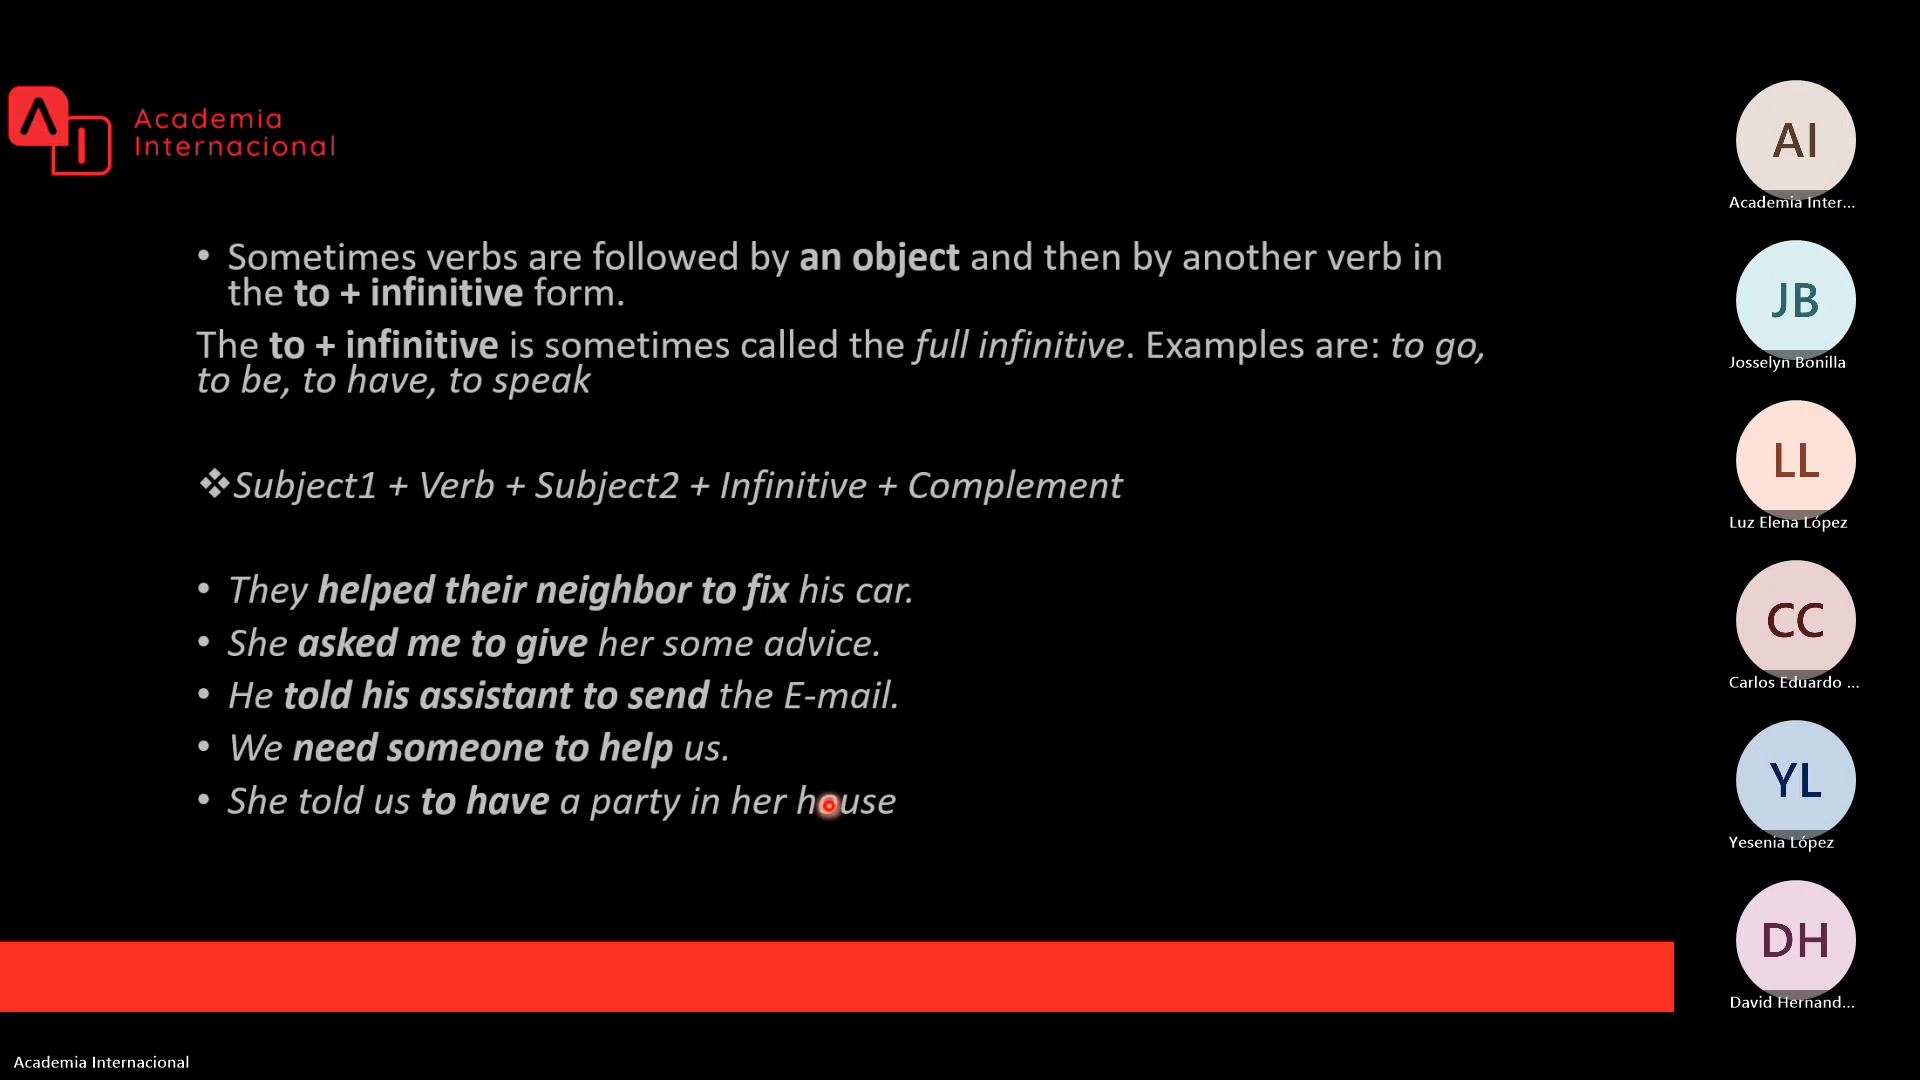 Academia
Internacional
• Sometimes verbs are followed by an object and then by another verb in
the to + infinitive form.
The to + infinitive is sometimes called the full infinitive. Examples are: to go,
to be, to have, to speak
❖Subject1 + Verb + Subject2 + Infinitive + Complement
• They helped their neighbor to fix his car.
• She asked me to give her some advice.
• He told his assistant to send the E-mail.
• We need someone to help us.
• She told us to have a party in her house
AI
Academia Inter...
JB
Josselyn Bonilla
LL
Luz Elena López
CC
Carlos Eduardo ...
YL
Yesenia López
DH
David Hernand...
Academia Internacional